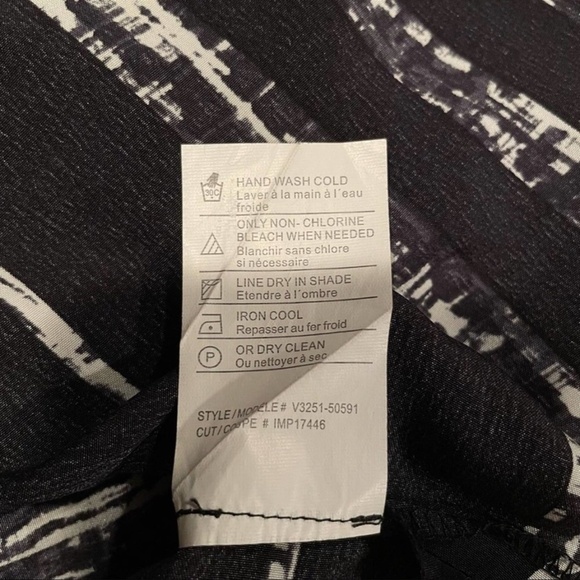 HAND WASH COLD
30C
Laver á la main à l´eau
froide
ONLY NON- CHLORINE
BLEACH WHEN NEEDED
Blanchir sans chlore
si nécessaire
LINE DRY IN SHADE
Etendre à l´ombre
IRON COOL
Repasser au fer froid
P
OR DRY CLEAN
Ou nettoyer à sec
STYLE/MODELE # V3251-50591
CUT/COUPE # IMP17446